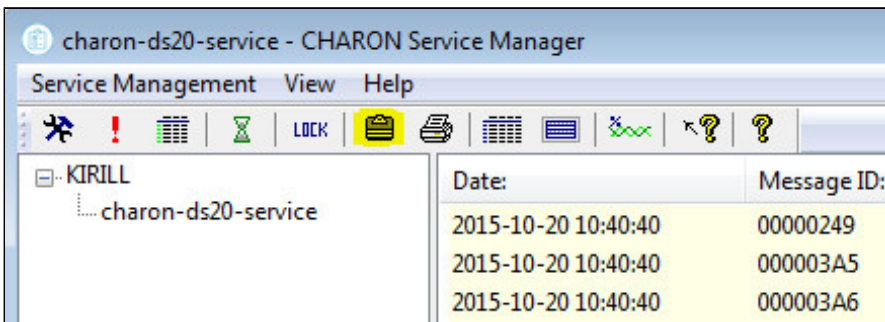 charon-ds20-service - CHARON Service Manager
Service Management View Help
LOCK
KIRILL
charon-ds20-service
Date: Message ID:
2015-10-20 10:40:40 00000249
2015-10-20 10:40:40 000003A5
2015-10-20 10:40:40 000003A6